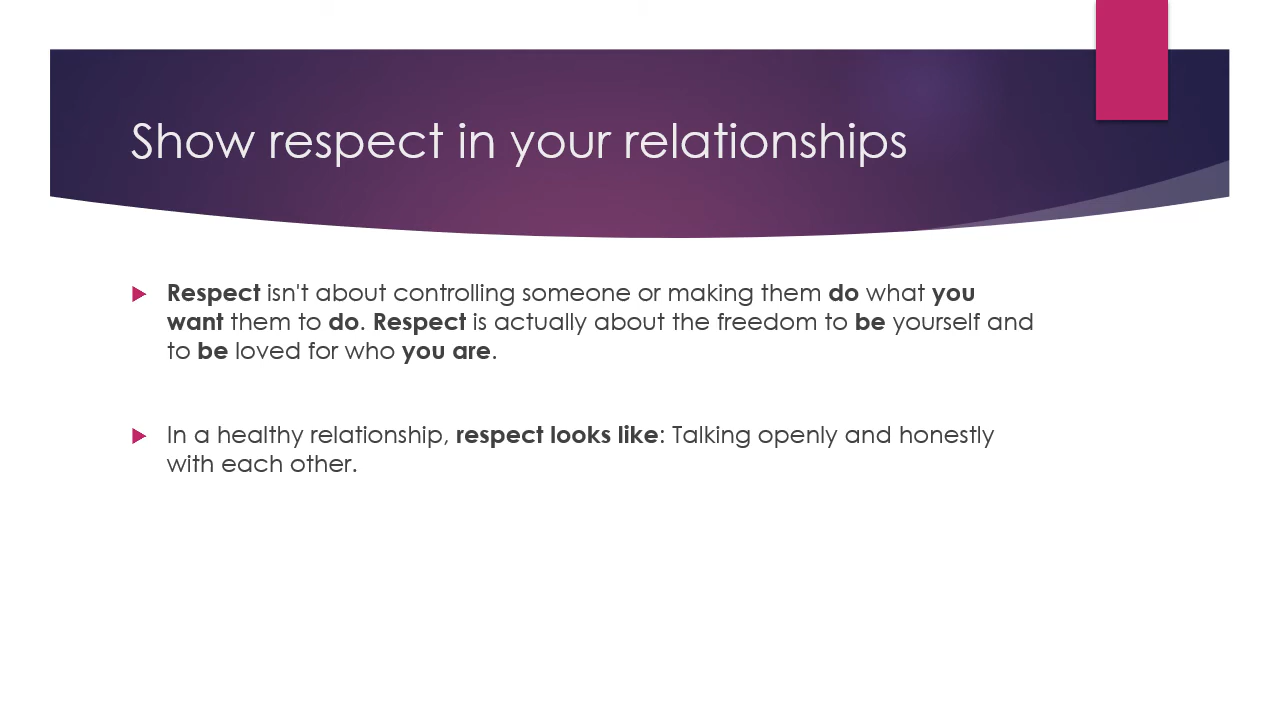 Show respect in your relationships
Respect isn't about controlling someone or making them do what you
want them to do. Respect is actually about the freedom to be yourself and
to be loved for who you are.
In a healthy relationship, respect looks like: Talking openly and honestly
with each other.